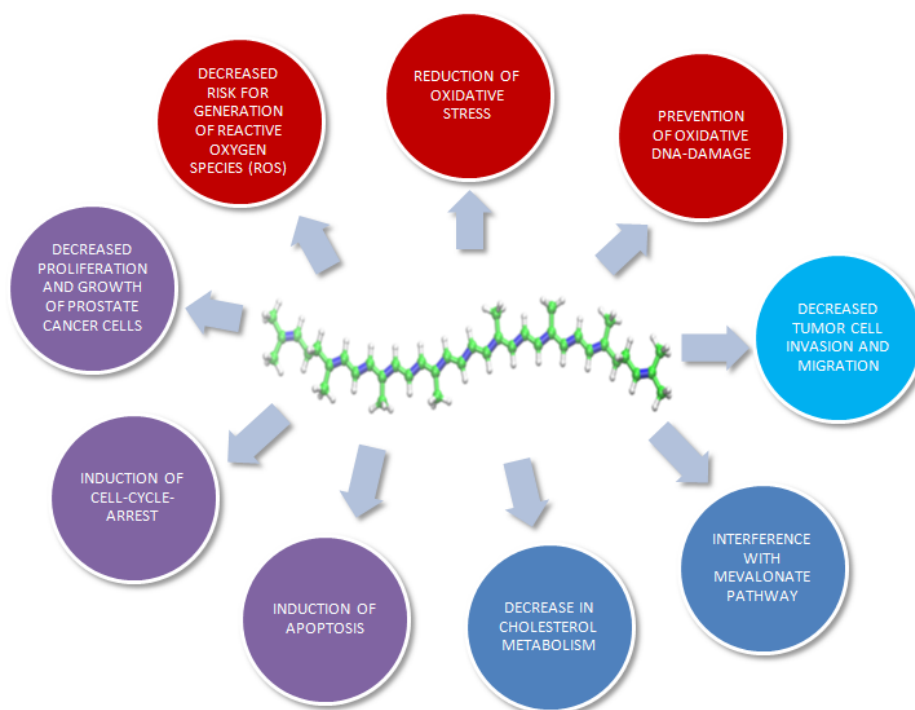 DECREASED
RISK FOR
GENERATION
OF REACTIVE
OXYGEN
SPECIES (ROS)
REDUCTION OF
OXIDATIVE
STRESS
PREVENTION
OF OXIDATIVE
DNA-DAMAGE
DECREASED
PROLIFERATION
AND GROWTH
OF PROSTATE
CANCER CELLS
DECREASED
TUMOR CELL
INVASION AND
MIGRATION
INDUCTION OF
CELL-CYCLE-
ARREST
INTERFERENCE
WITH
MEVALONATE
PATHWAY
INDUCTION OF
APOPTOSIS
DECREASE IN
CHOLESTEROL
METABOLISM